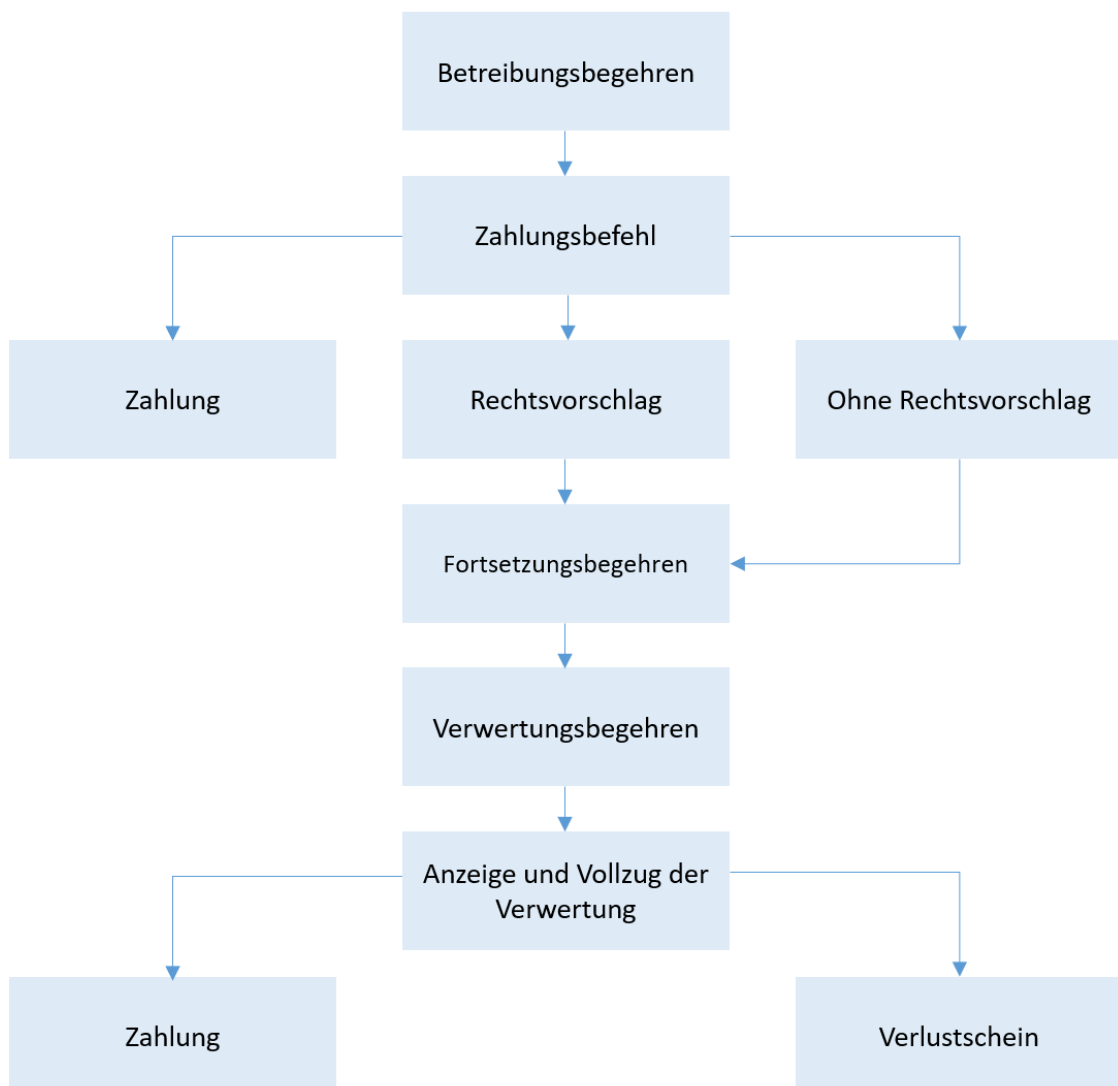 Betreibungsbegehren
Zahlungsbefehl
Zahlung
Rechtsvorschlag
Ohne Rechtsvorschlag
Fortsetzungsbegehren
Verwertungsbegehren
Anzeige und Vollzug der
Verwertung
Zahlung
Verlustschein